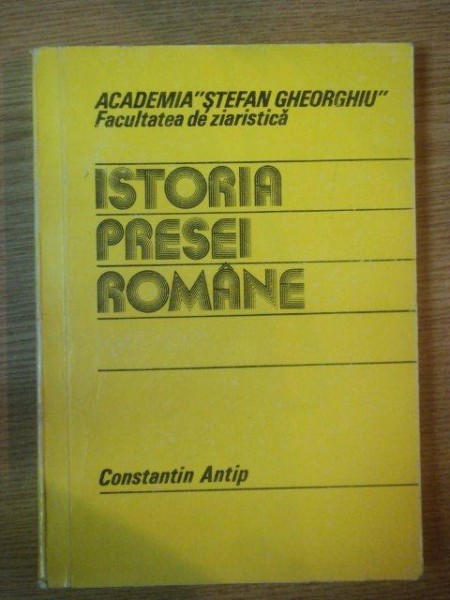 ACADEMIA"ŞTEFAN GHEORGHIU"
Facultatea de ziaristică
ISTORIA
PRESEI
ROMÂNE
Constantin Antip